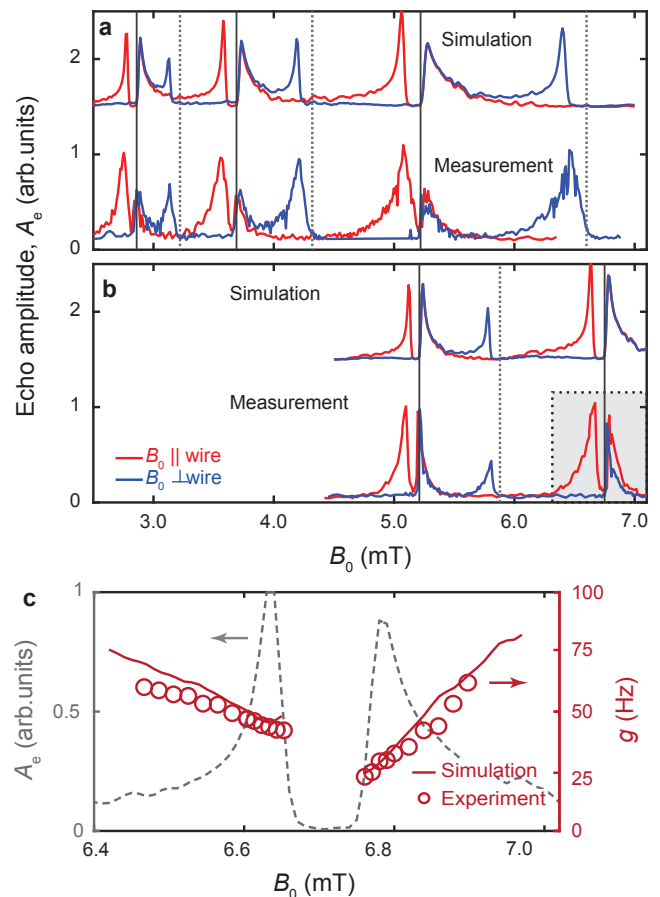 a
Simulation
Measurement
2
1
0
b
Simulation
Measurement
2
1
0
B₀ || wire
B₀ ⊥wire
Echo amplitude, Aₑ (arb.units)
3.0 4.0 5.0 6.0 7.0
B₀ (mT)
c
1
0.5
0
Aₑ (arb.units)
100
75
50
25
0
g (Hz)
Simulation
Experiment
6.4 6.6 6.8 7.0
B₀ (mT)